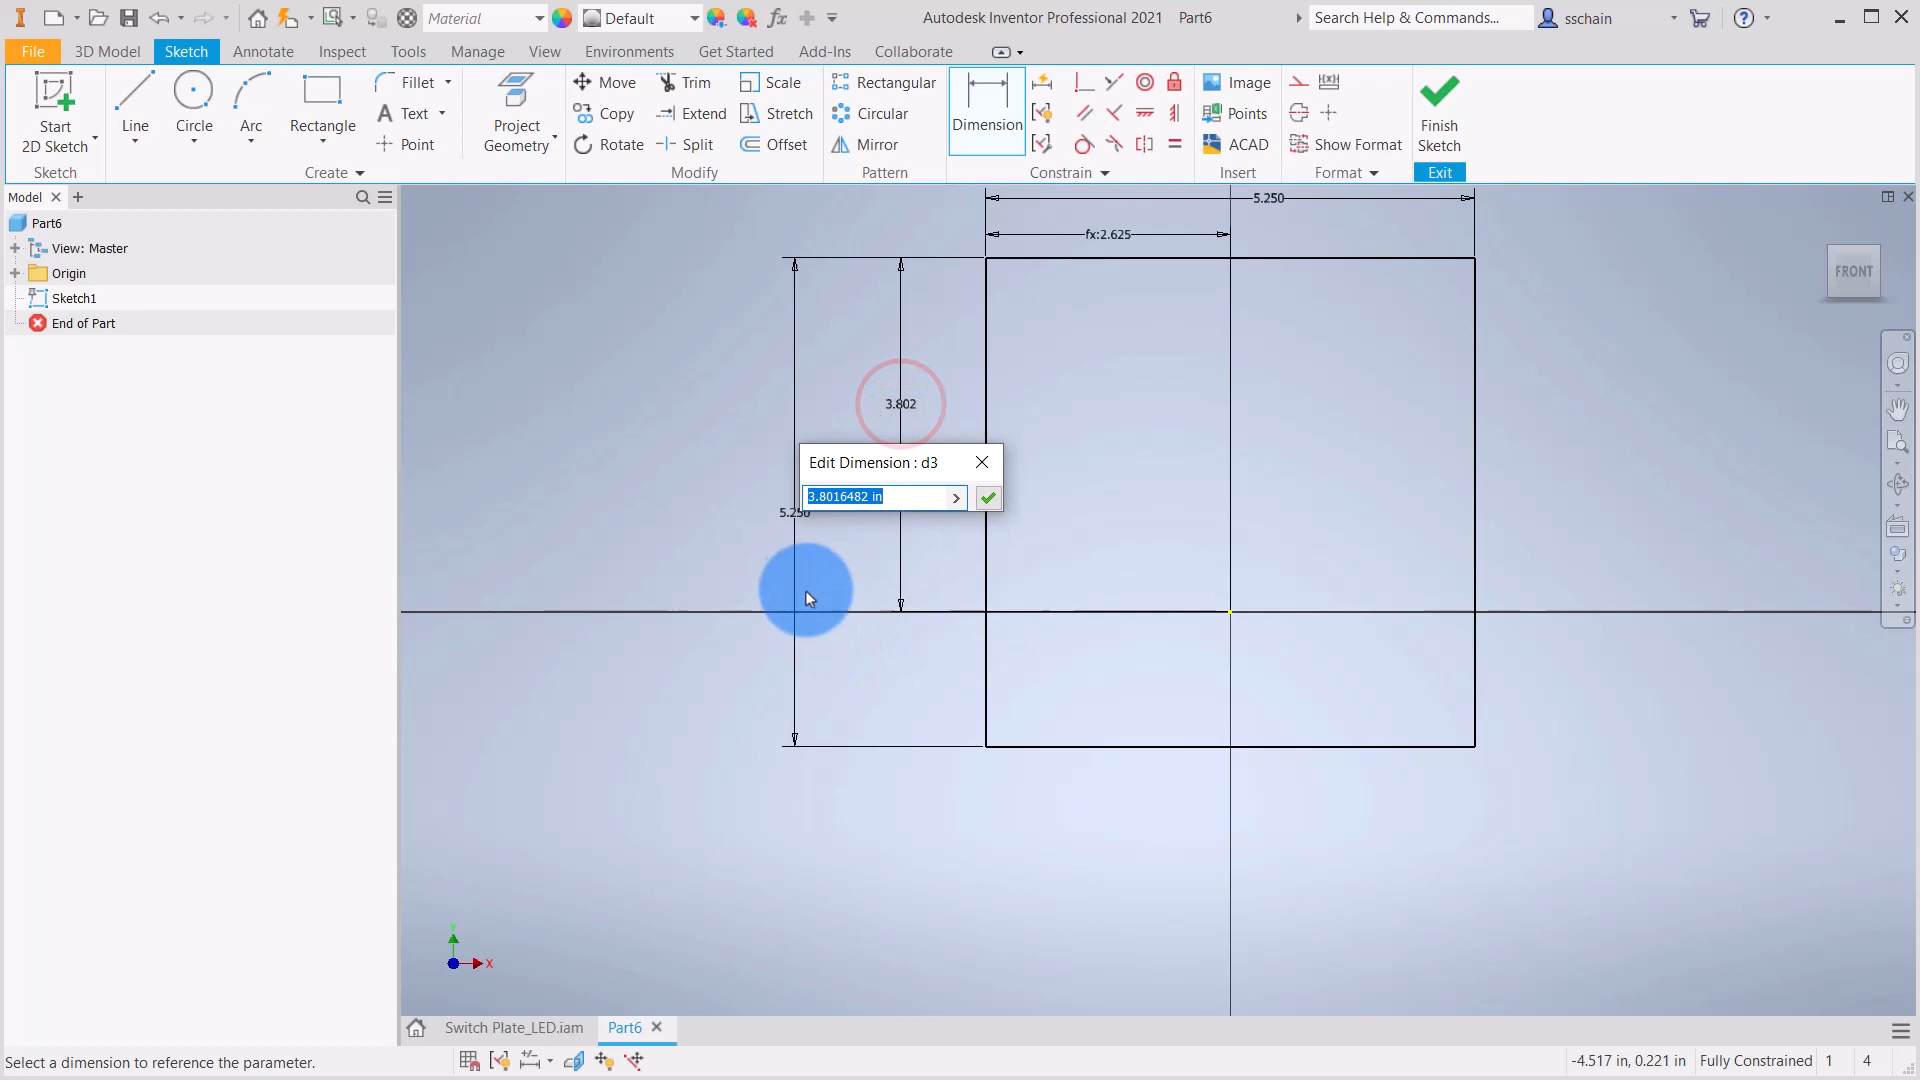 Material
Default
fx
Autodesk Inventor Professional 2021 Part6
Search Help & Commands...
sschain
File
3D Model
Sketch
Annotate
Inspect
Tools
Manage
View
Environments
Get Started
Add-Ins
Collaborate
Start
2D Sketch
Line
Circle
Arc
Rectangle
Fillet
Text
Point
Project
Geometry
Move
Copy
Rotate
Trim
Extend
Split
Scale
Stretch
Offset
Rectangular
Circular
Mirror
Dimension
Image
Points
ACAD
Show Format
Finish
Sketch
Sketch
Create
Modify
Pattern
Constrain
Insert
Format
Exit
Model
Part6
View: Master
Origin
Sketch1
End of Part
5.250
fx:2.625
FRONT
3.802
Edit Dimension : d3
3.8016482 in
5.250
Y
X
Switch Plate_LED.iam
Part6
Select a dimension to reference the parameter.
-4.517 in, 0.221 in
Fully Constrained
1
4